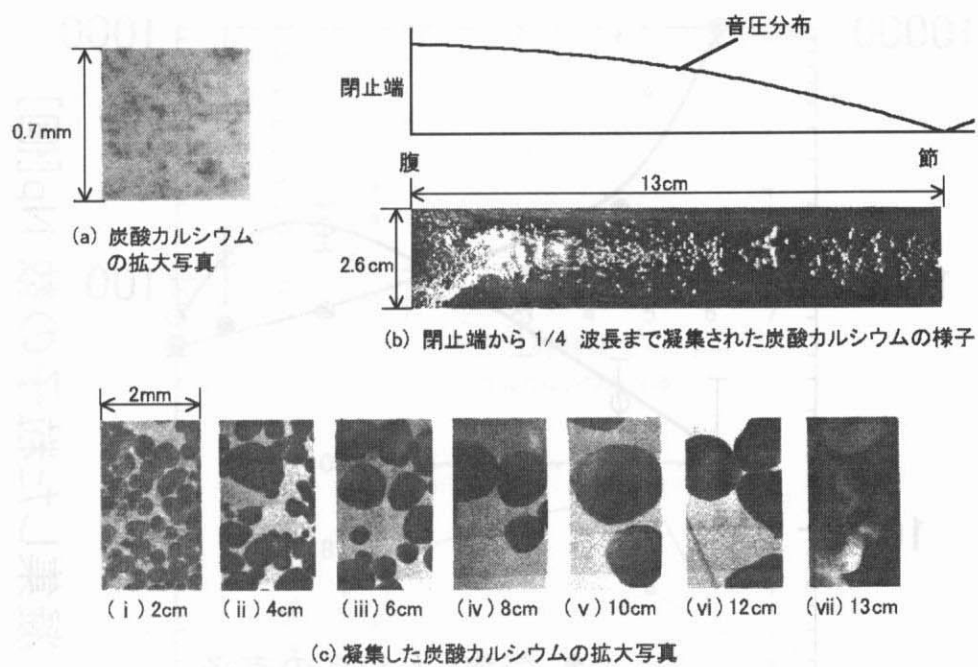 音圧分布
閉止端
0.7mm
腹
節
13cm
(a) 炭酸カルシウム
の拡大写真
2.6cm
(b) 閉止端から 1/4 波長まで凝集された炭酸カルシウムの様子
2mm
(ⅰ) 2cm
(ⅱ) 4cm
(ⅲ) 6cm
(ⅳ) 8cm
(ⅴ) 10cm
(ⅵ) 12cm
(ⅶ) 13cm
(c) 凝集した炭酸カルシウムの拡大写真